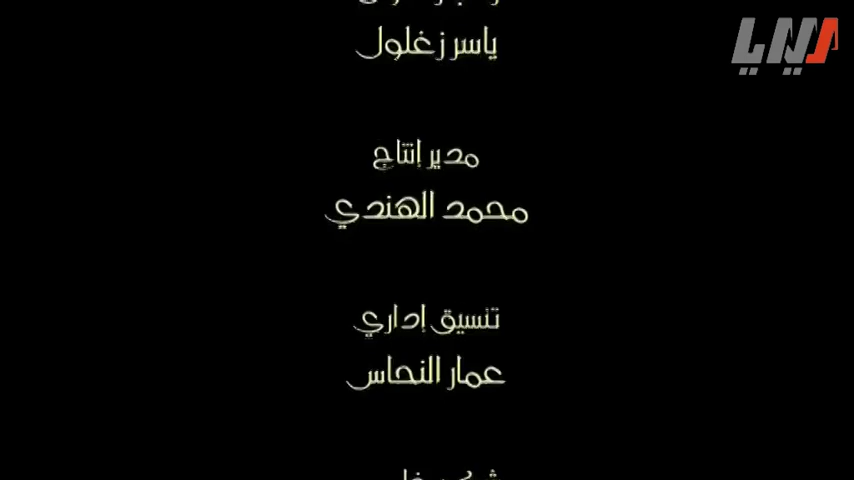 ياسر زغلول
مدير إنتاج
محمد الهندي
تنسيق إداري
عمار النحاس